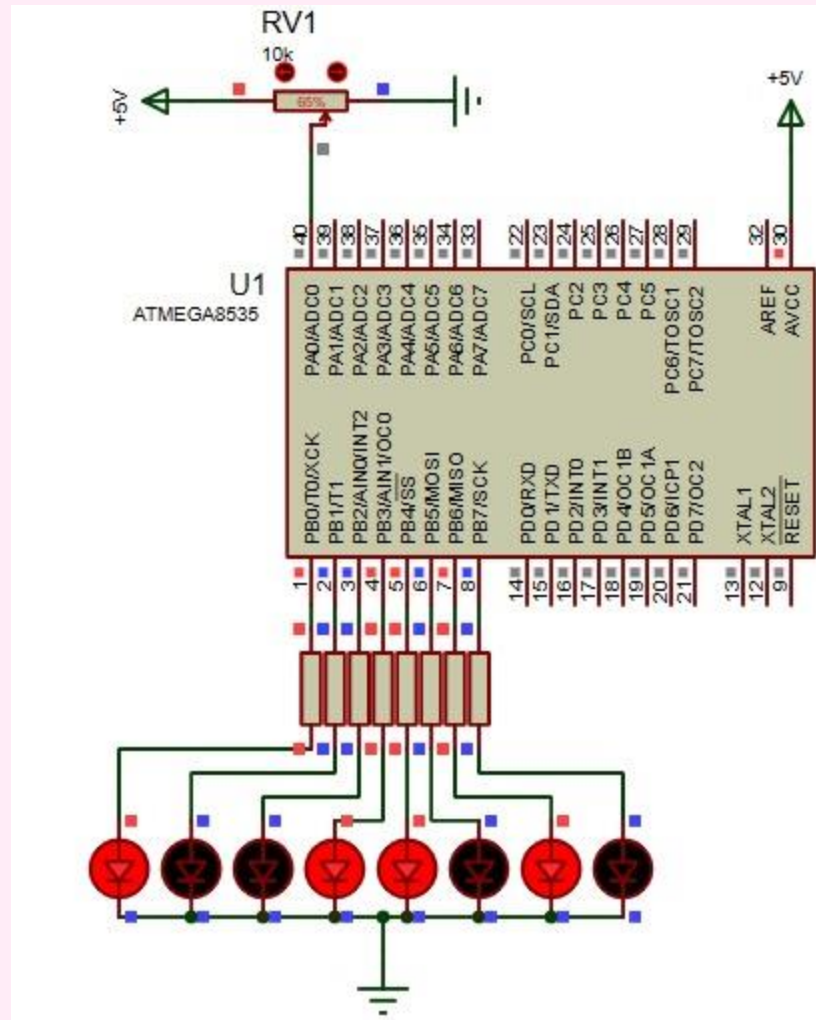 RV1
10k
+5V
65%
+5V
40
39
38
37
36
35
34
33
22
23
24
25
26
27
28
29
32
30
U1
ATMEGA8535
PA0/ADC0
PA1/ADC1
PA2/ADC2
PA3/ADC3
PA4/ADC4
PA5/ADC5
PA6/ADC6
PA7/ADC7
PC0/SCL
PC1/SDA
PC2
PC3
PC4
PC5
PC6/TOSC1
PC7/TOSC2
AREF
AVCC
PB0/T0/XCK
PB1/T1
PB2/AIN0/INT2
PB3/AIN1/OC0
PB4/SS
PB5/MOSI
PB6/MISO
PB7/SCK
PD0/RXD
PD1/TXD
PD2/INT0
PD3/INT1
PD4/OC1B
PD5/OC1A
PD6/ICP1
PD7/OC2
XTAL1
XTAL2
RESET
1
2
3
4
5
6
7
8
14
15
16
17
18
19
20
21
13
12
9